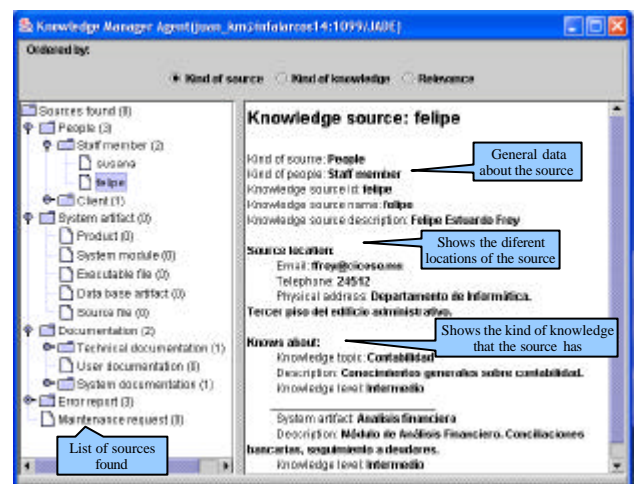 Knowledge Manager Agent(juan_km@infalarcos14:1099/JADE)
Ordered by:
Kind of source Kind of knowledge Relevance
Sources found (8)
People (3)
Staff member (2)
susana
felipe
Client (1)
System artifact (0)
Product (0)
System module (0)
Executable file (0)
Data base artifact (0)
Source file (0)
Documentation (2)
Technical documentation (1)
User documentation (0)
System documentation (1)
Error report (3)
Maintenance request (0)
List of sources
found
Knowledge source: felipe
Kind of source: People
Kind of people: Staff member
Knowledge source id: felipe
Knowledge source name: felipe
Knowledge source description: Felipe Estuardo Frey
General data
about the source
Source location:
Email: ffrey@cicese.mx
Telephone: 24512
Physical address: Departamento de Informática.
Tercer piso del edificio administrativo.
Shows the diferent
locations of the source
Knows about:
Knowledge topic: Contabilidad
Description: Conocimientos generales sobre contabilidad.
Knowledge level: Intermedio
Shows the kind of knowledge
that the source has
System artifact: Analisis financiero
Description: Módulo de Análisis Financiero. Conciliaciones
bancarias, seguimiento a deudores.
Knowledge level: Intermedio